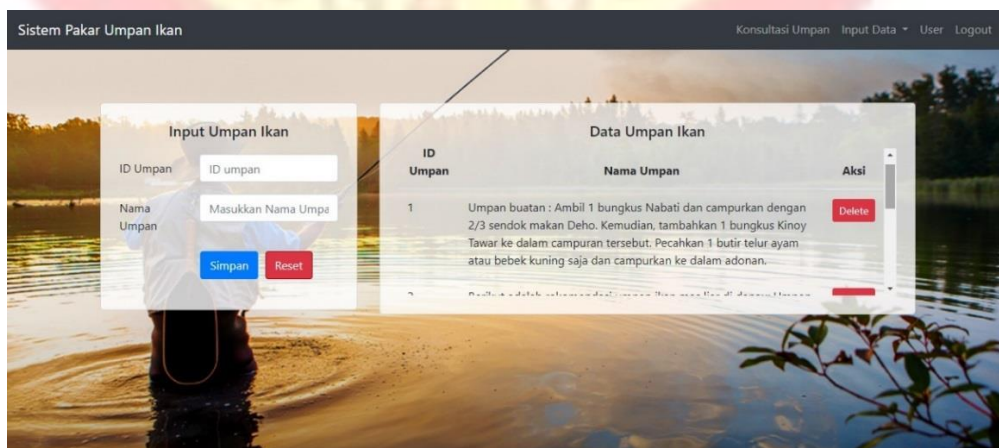 Sistem Pakar Umpan Ikan
Konsultasi Umpan Input Data User Logout
Input Umpan Ikan
ID Umpan
ID umpan
Nama
Umpan
Masukkan Nama Umpa
Simpan Reset
Data Umpan Ikan
ID
Umpan
Nama Umpan
Aksi
1
Umpan buatan : Ambil 1 bungkus Nabati dan campurkan dengan
2/3 sendok makan Deho. Kemudian, tambahkan 1 bungkus Kinoy
Tawar ke dalam campuran tersebut. Pecahkan 1 butir telur ayam
atau bebek kuning saja dan campurkan ke dalam adonan.
Delete